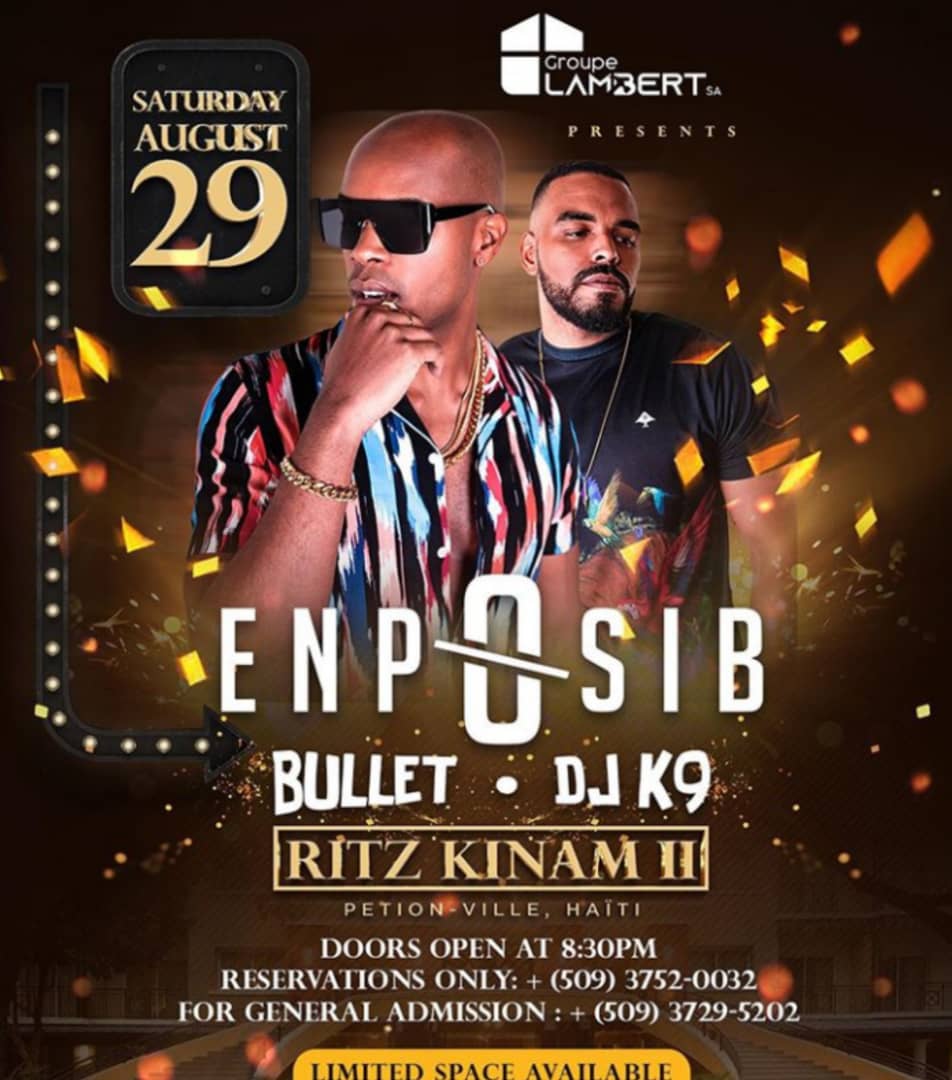 Groupe
LAMBERT SA
PRESENTS
SATURDAY
AUGUST
29
ENPOSIB
BULLET • DJ K9
RITZ KINAM II
PETION-VILLE, HAÏTI
DOORS OPEN AT 8:30PM
RESERVATIONS ONLY: + (509) 3752-0032
FOR GENERAL ADMISSION : + (509) 3729-5202
LIMITED SPACE AVAILABLE